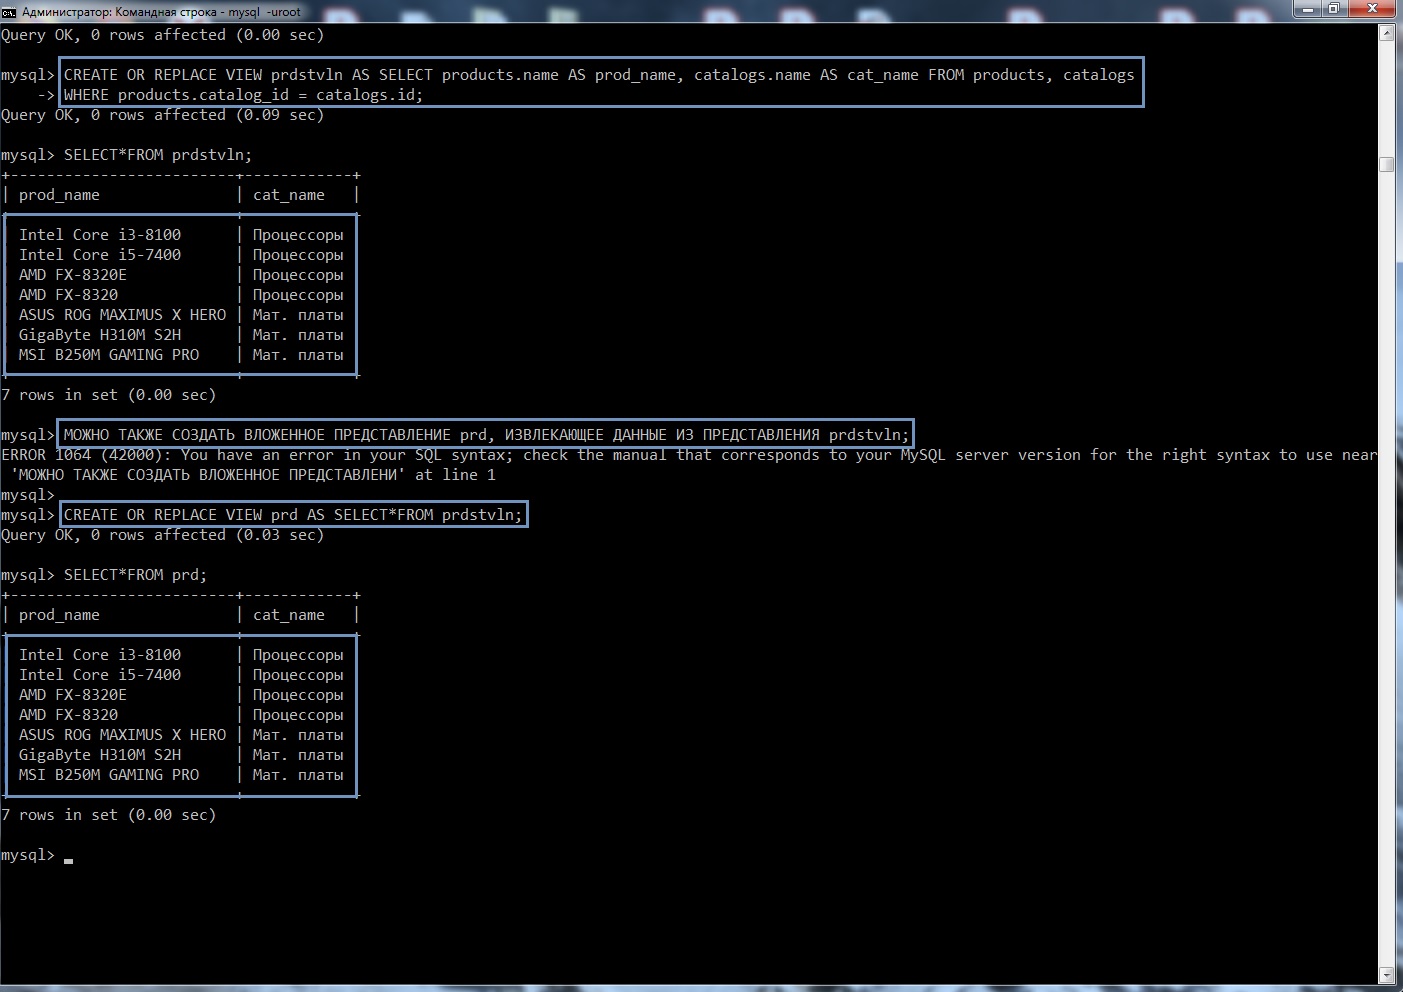 Администратор: Командная строка - mysql  -uroot
Query OK, 0 rows affected (0.00 sec)
mysql> CREATE OR REPLACE VIEW prdstvln AS SELECT products.name AS prod_name, catalogs.name AS cat_name FROM products, catalogs
    -> WHERE products.catalog_id = catalogs.id;
Query OK, 0 rows affected (0.09 sec)
mysql> SELECT*FROM prdstvln;
+-------------------------+------------+
| prod_name               | cat_name   |
| Intel Core i3-8100      | Процессоры
| Intel Core i5-7400      | Процессоры
| AMD FX-8320E            | Процессоры
| AMD FX-8320             | Процессоры
| ASUS ROG MAXIMUS X HERO | Мат. платы
| GigaByte H310M S2H      | Мат. платы
| MSI B250M GAMING PRO    | Мат. платы
7 rows in set (0.00 sec)
mysql> МОЖНО ТАКЖЕ СОЗДАТЬ ВЛОЖЕННОЕ ПРЕДСТАВЛЕНИЕ prd, ИЗВЛЕКАЮЩЕЕ ДАННЫЕ ИЗ ПРЕДСТАВЛЕНИЯ prdstvln;
ERROR 1064 (42000): You have an error in your SQL syntax; check the manual that corresponds to your MySQL server version for the right syntax to use near
 'МОЖНО ТАКЖЕ СОЗДАТЬ ВЛОЖЕННОЕ ПРЕДСТАВЛЕНИ' at line 1
mysql>
mysql> CREATE OR REPLACE VIEW prd AS SELECT*FROM prdstvln;
Query OK, 0 rows affected (0.03 sec)
mysql> SELECT*FROM prd;
+-------------------------+------------+
| prod_name               | cat_name   |
| Intel Core i3-8100      | Процессоры
| Intel Core i5-7400      | Процессоры
| AMD FX-8320E            | Процессоры
| AMD FX-8320             | Процессоры
| ASUS ROG MAXIMUS X HERO | Мат. платы
| GigaByte H310M S2H      | Мат. платы
| MSI B250M GAMING PRO    | Мат. платы
7 rows in set (0.00 sec)
mysql> _